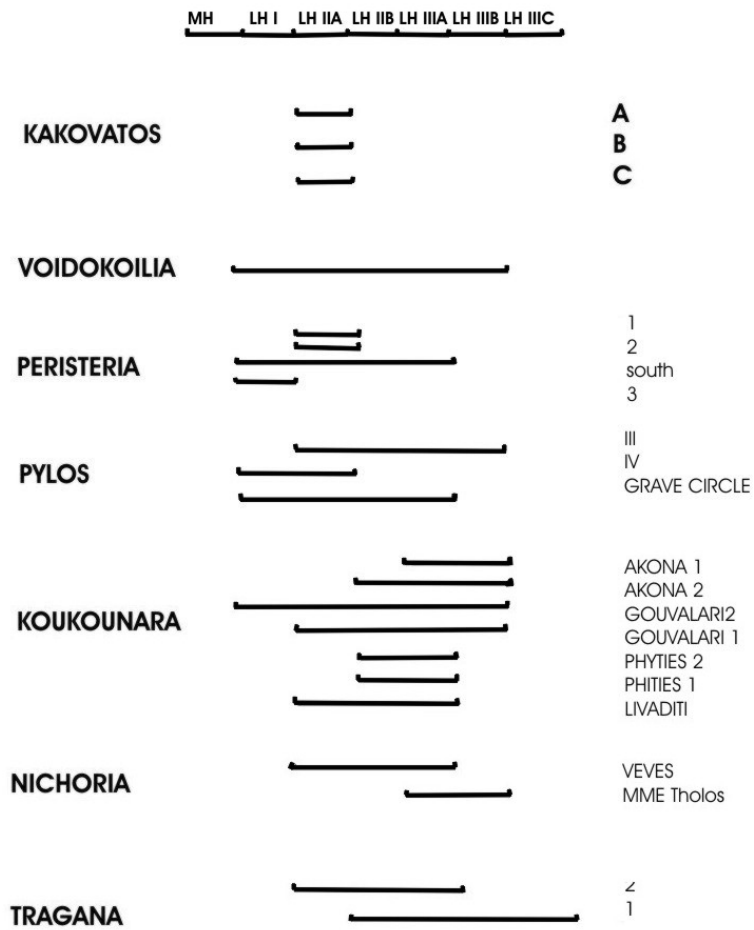 MH LH I LH IIA LH IIB LH IIIA LH IIIB LH IIIC
KAKOVATOS
A
B
C
VOIDOKOILIA
PERISTERIA
1
2
south
3
PYLOS
III
IV
GRAVE CIRCLE
KOUKOUNARA
AKONA 1
AKONA 2
GOUVALARI2
GOUVALARI 1
PHYTIES 2
PHITIES 1
LIVADITI
NICHORIA
VEVES
MME Tholos
TRAGANA
2
1